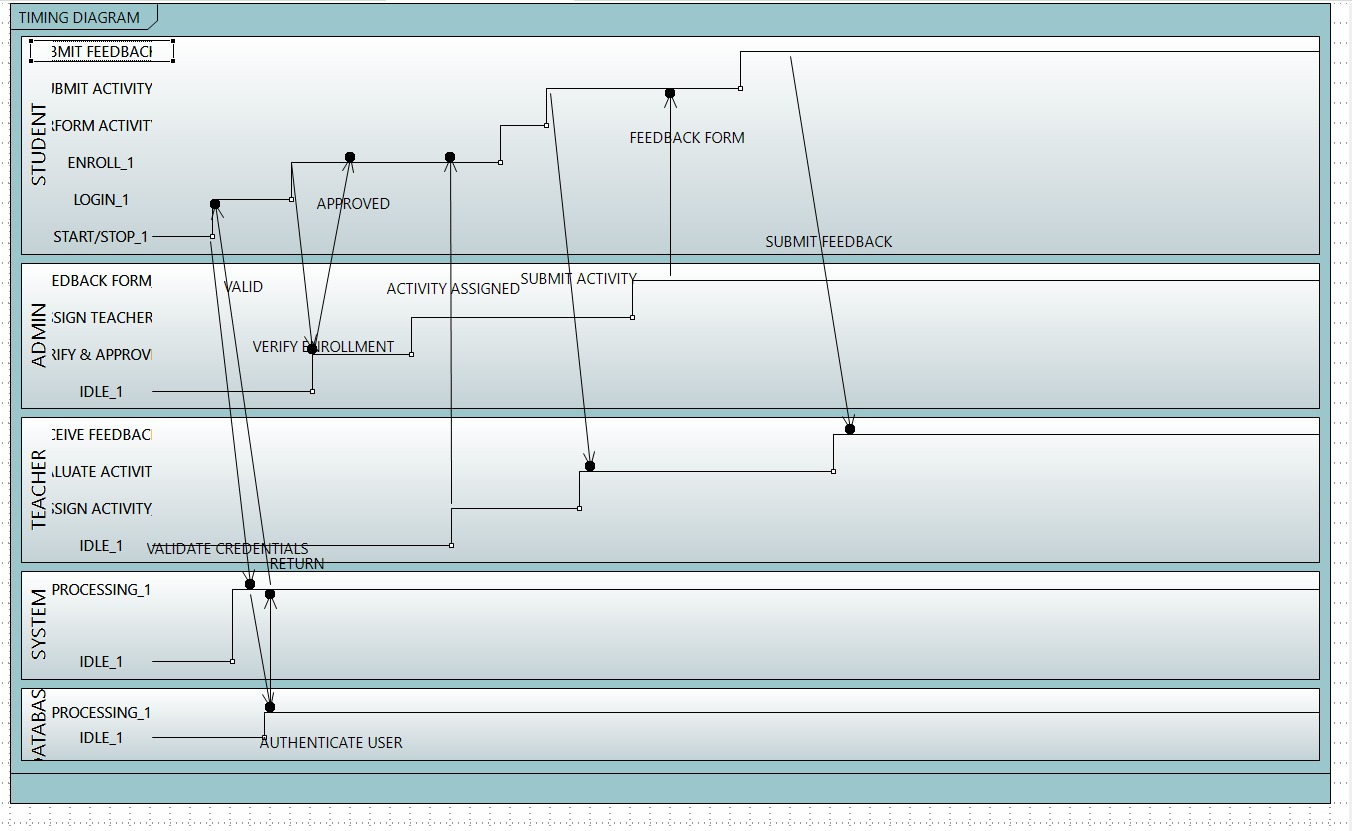 TIMING DIAGRAM
STUDENT
BMIT FEEDBACK
UBMIT ACTIVITY
RFORM ACTIVIT
ENROLL_1
LOGIN_1
START/STOP_1
FEEDBACK FORM
APPROVED
SUBMIT FEEDBACK
ADMIN
EDBACK FORM
SIGN TEACHER
RIFY & APPROV
IDLE_1
VALID
ACTIVITY ASSIGNED
SUBMIT ACTIVITY
VERIFY ENROLLMENT
TEACHER
CEIVE FEEDBAC
ALUATE ACTIVIT
SSIGN ACTIVITY
IDLE_1
VALIDATE CREDENTIALS
RETURN
SYSTEM
PROCESSING_1
IDLE_1
DATABAS
PROCESSING_1
IDLE_1
AUTHENTICATE USER